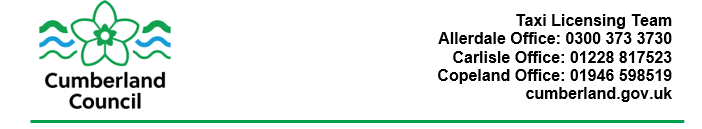 Cumberland
Council
Taxi Licensing Team
Allerdale Office: 0300 373 3730
Carlisle Office: 01228 817523
Copeland Office: 01946 598519
cumberland.gov.uk